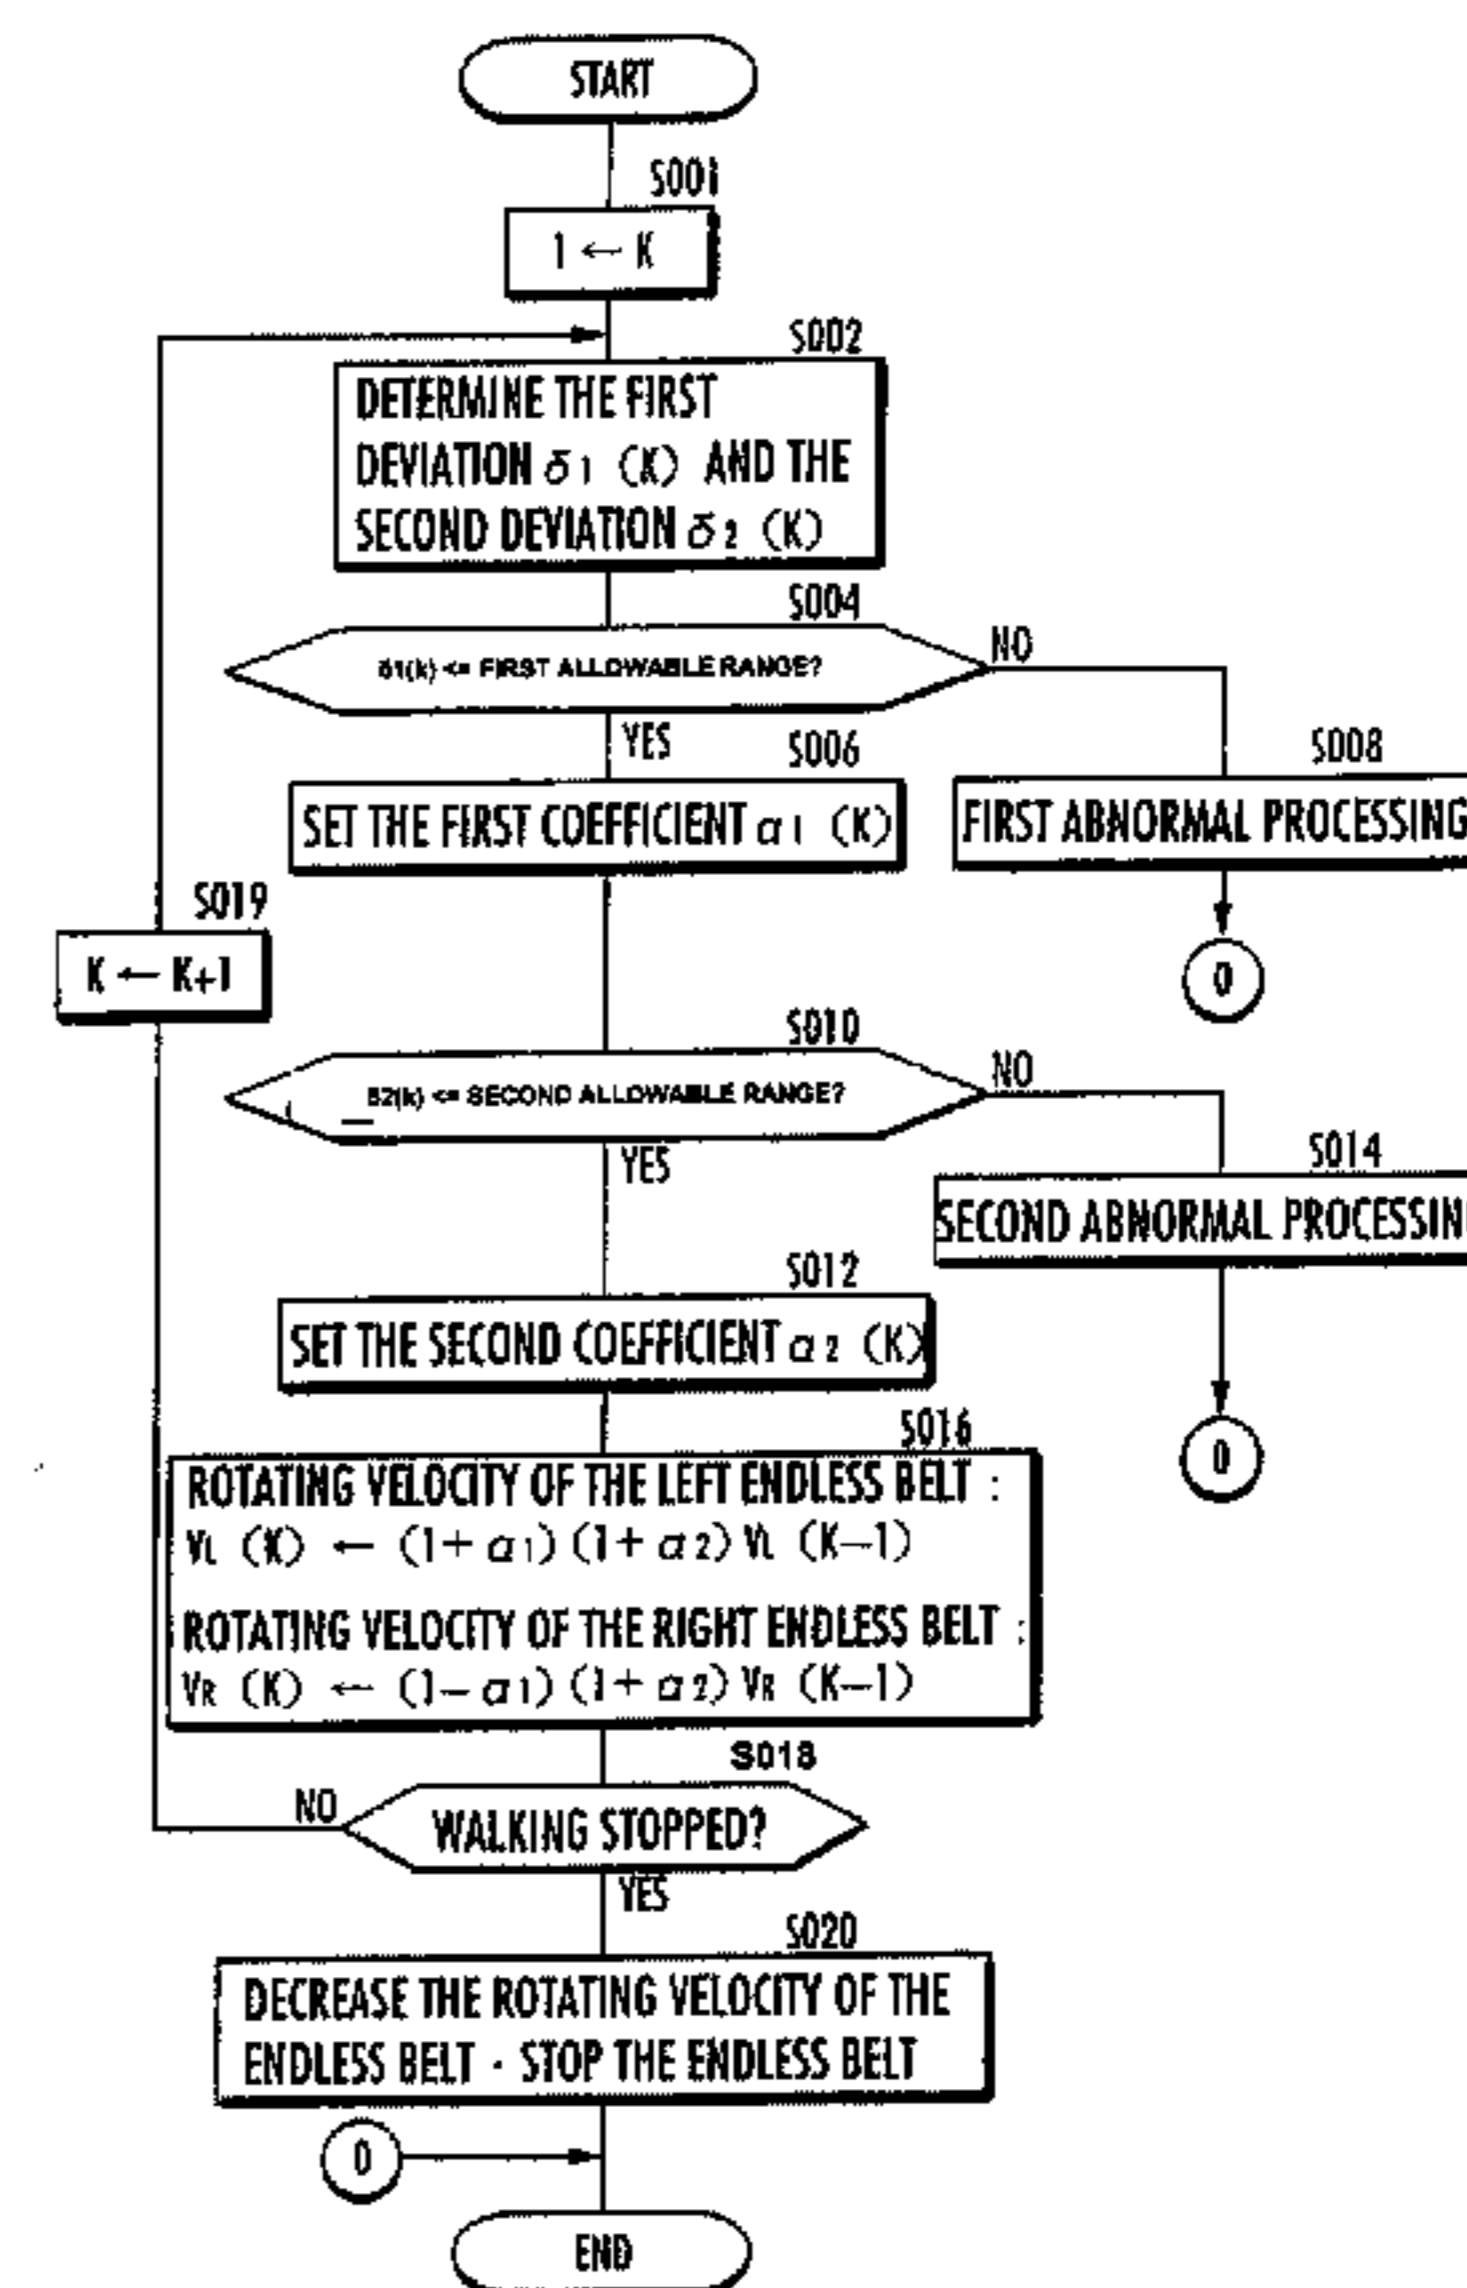 START
S001
1 ← K
S002
DETERMINE THE FIRST
DEVIATION δ1 (K) AND THE
SECOND DEVIATION δ2 (K)
S004
δ1(k) <= FIRST ALLOWABLE RANGE?
NO
YES
S006
SET THE FIRST COEFFICIENT α1 (K)
S008
FIRST ABNORMAL PROCESSING
0
S019
K ← K+1
S010
δ2(k) <= SECOND ALLOWABLE RANGE?
NO
YES
S014
SECOND ABNORMAL PROCESSIN
0
S012
SET THE SECOND COEFFICIENT α2 (K)
S016
ROTATING VELOCITY OF THE LEFT ENDLESS BELT :
VL (K) ← (1+α1) (1+α2) VL (K−1)
ROTATING VELOCITY OF THE RIGHT ENDLESS BELT :
VR (K) ← (1−α1) (1+α2) VR (K−1)
S018
NO
WALKING STOPPED?
YES
S020
DECREASE THE ROTATING VELOCITY OF THE
ENDLESS BELT · STOP THE ENDLESS BELT
0
END